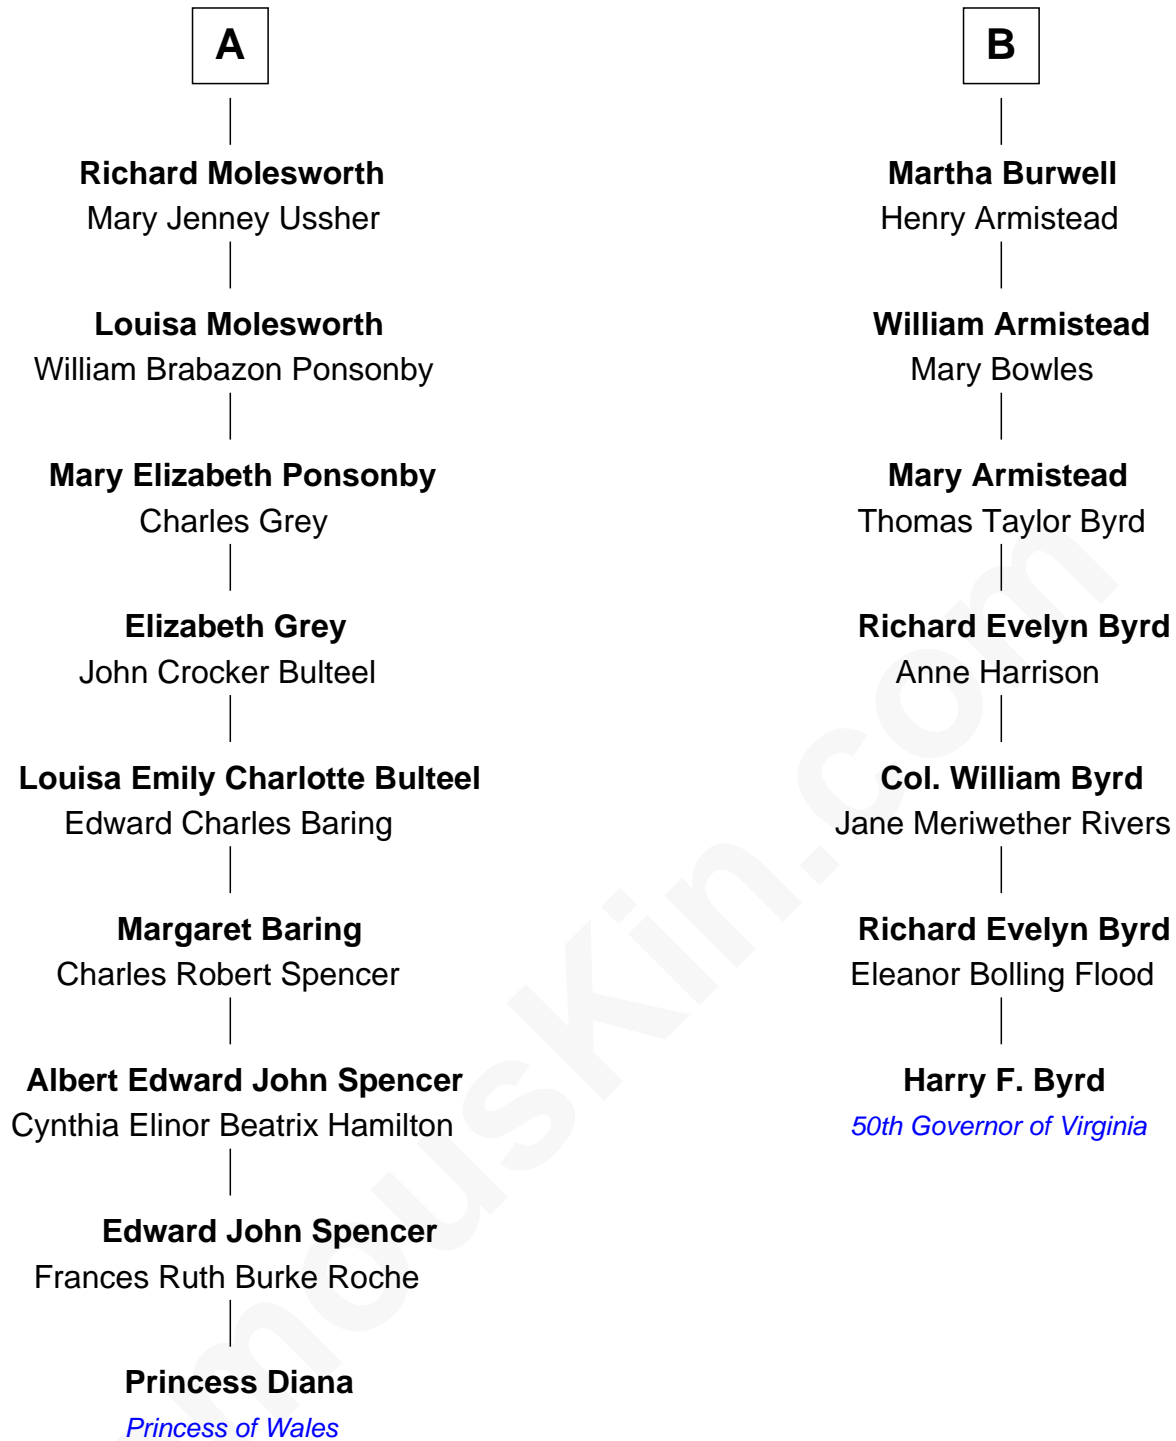 A
Richard Molesworth
Mary Jenney Ussher
Louisa Molesworth
William Brabazon Ponsonby
Mary Elizabeth Ponsonby
Charles Grey
Elizabeth Grey
John Crocker Bulteel
Louisa Emily Charlotte Bulteel
Edward Charles Baring
Margaret Baring
Charles Robert Spencer
Albert Edward John Spencer
Cynthia Elinor Beatrix Hamilton
Edward John Spencer
Frances Ruth Burke Roche
Princess Diana
Princess of Wales
B
Martha Burwell
Henry Armistead
William Armistead
Mary Bowles
Mary Armistead
Thomas Taylor Byrd
Richard Evelyn Byrd
Anne Harrison
Col. William Byrd
Jane Meriwether Rivers
Richard Evelyn Byrd
Eleanor Bolling Flood
Harry F. Byrd
50th Governor of Virginia
mousKin.com